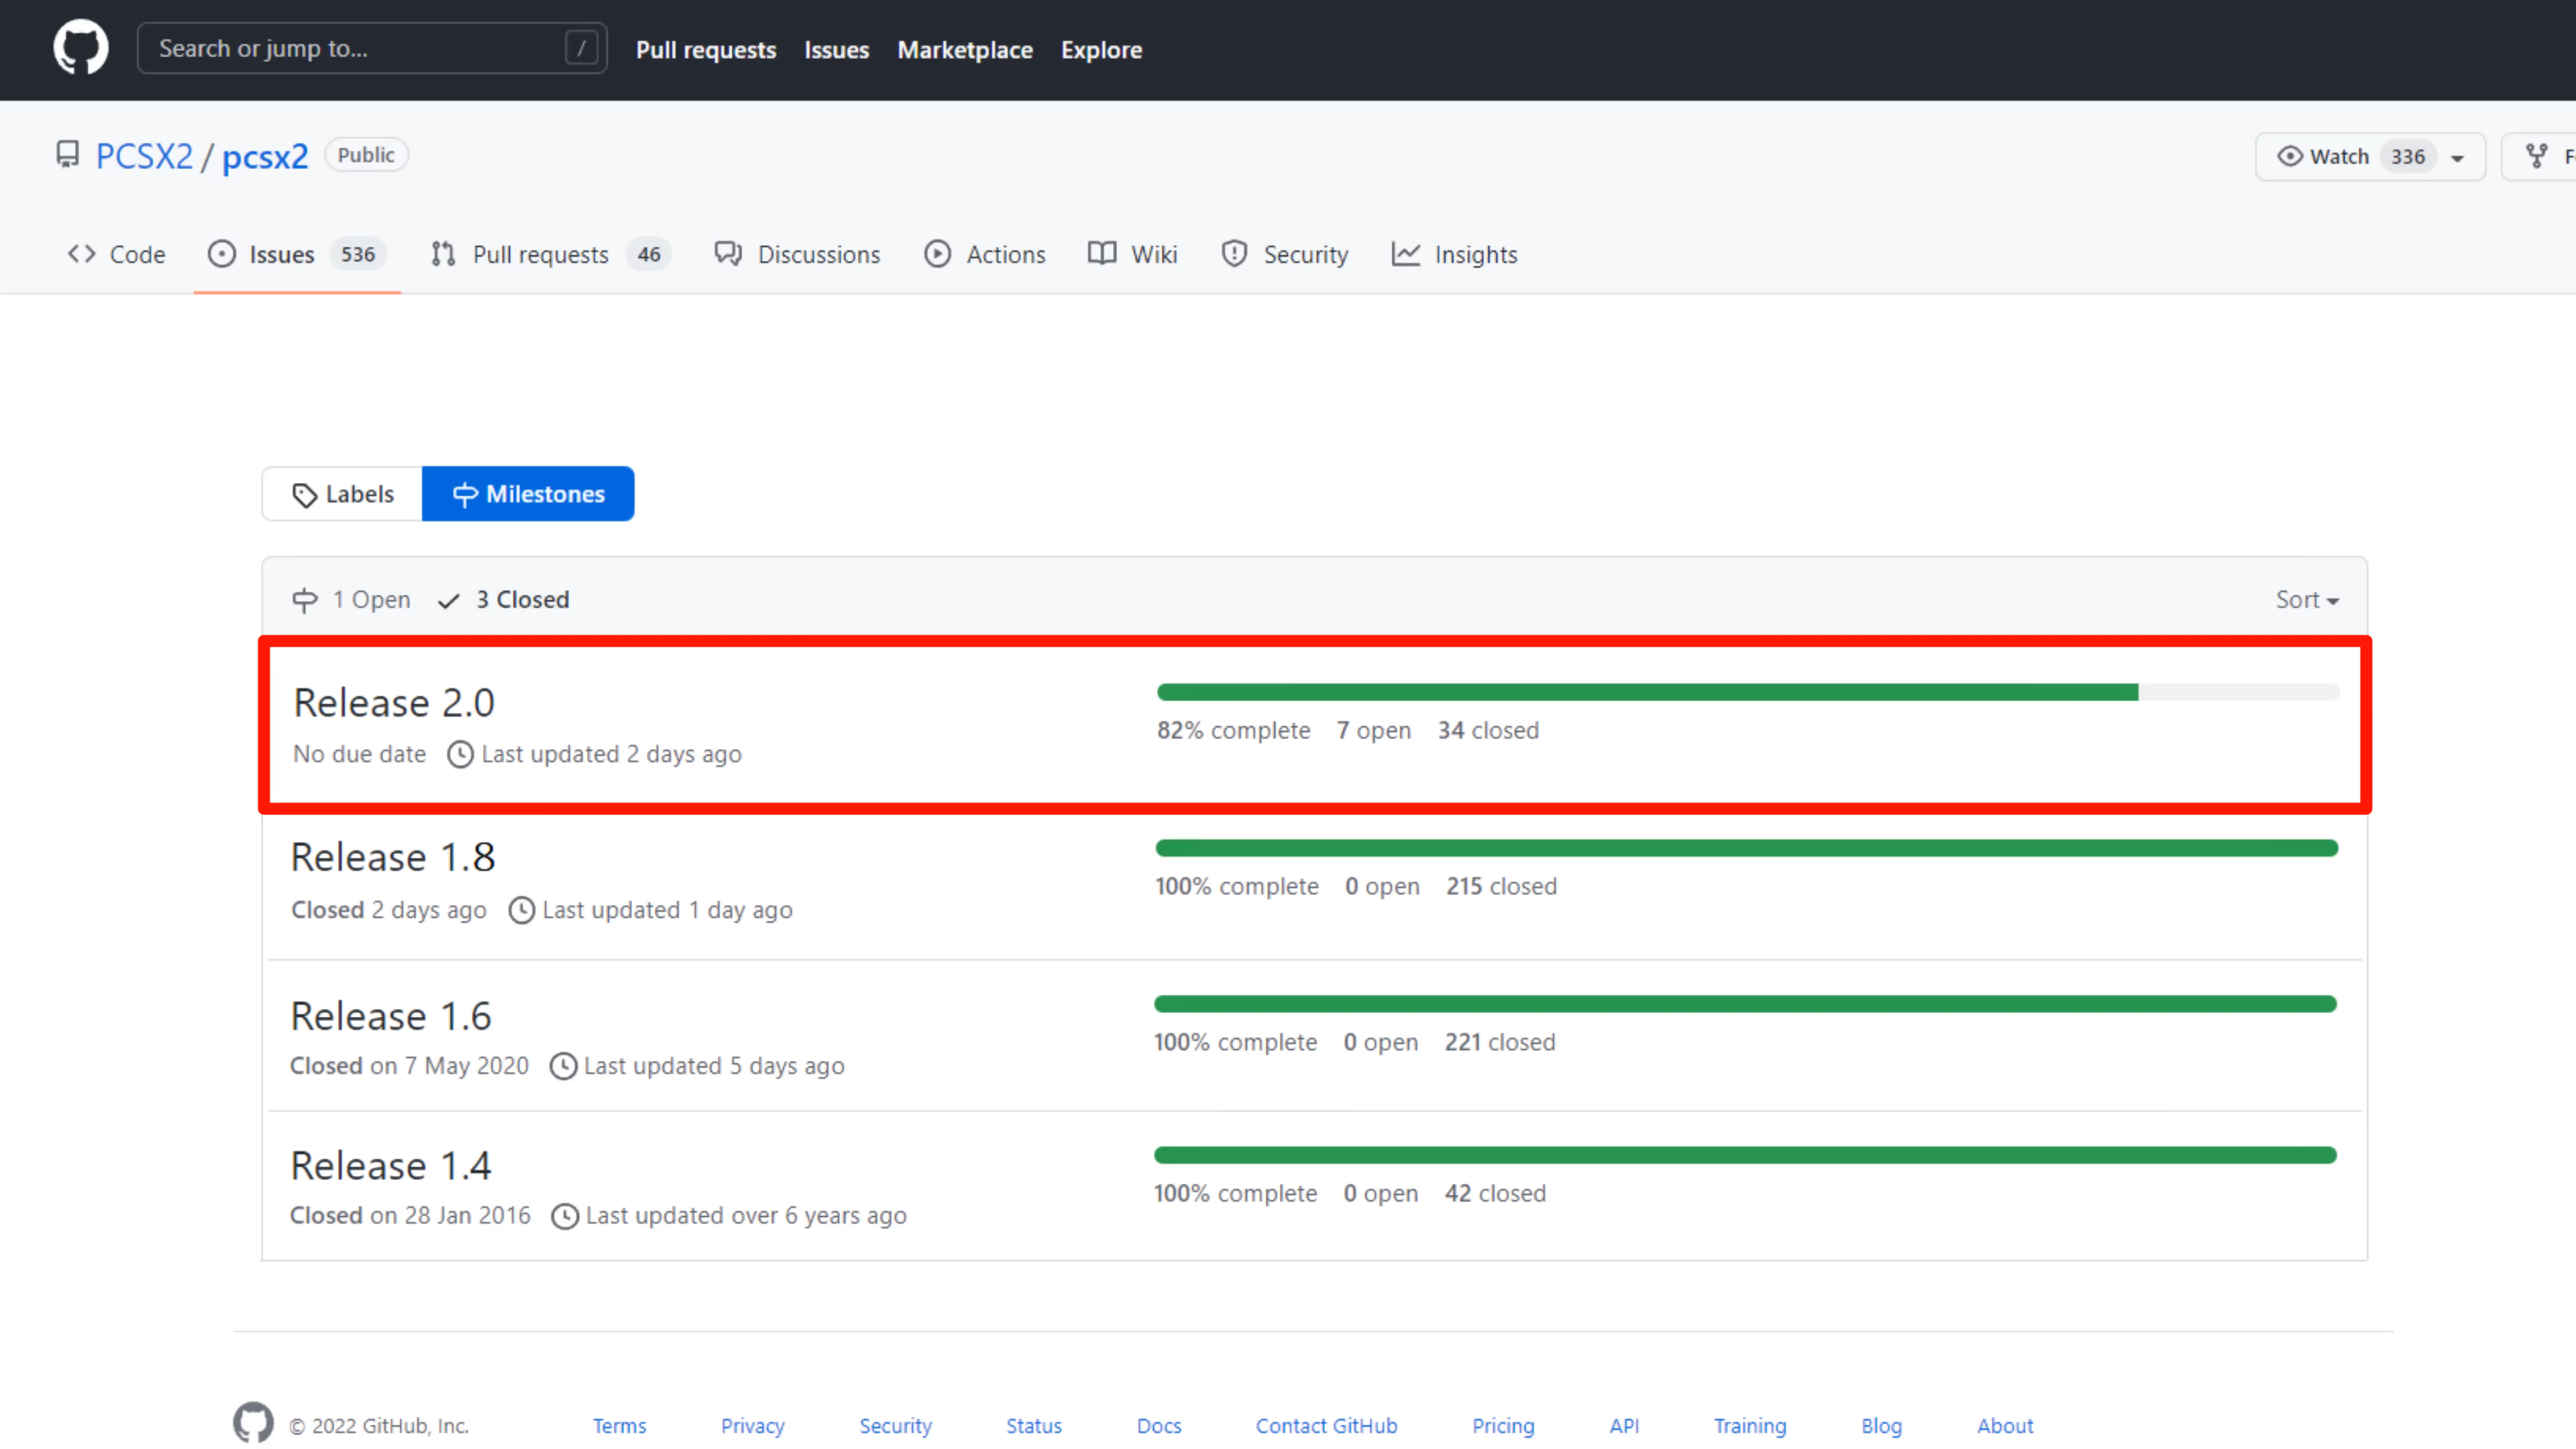 Search or jump to... / Pull requests Issues Marketplace Explore
PCSX2 / pcsx2 Public Watch 336
Code Issues 536 Pull requests 46 Discussions Actions Wiki Security Insights
Labels Milestones
1 Open 3 Closed Sort
Release 2.0
82% complete 7 open 34 closed
No due date Last updated 2 days ago
Release 1.8
100% complete 0 open 215 closed
Closed 2 days ago Last updated 1 day ago
Release 1.6
100% complete 0 open 221 closed
Closed on 7 May 2020 Last updated 5 days ago
Release 1.4
100% complete 0 open 42 closed
Closed on 28 Jan 2016 Last updated over 6 years ago
© 2022 GitHub, Inc. Terms Privacy Security Status Docs Contact GitHub Pricing API Training Blog About